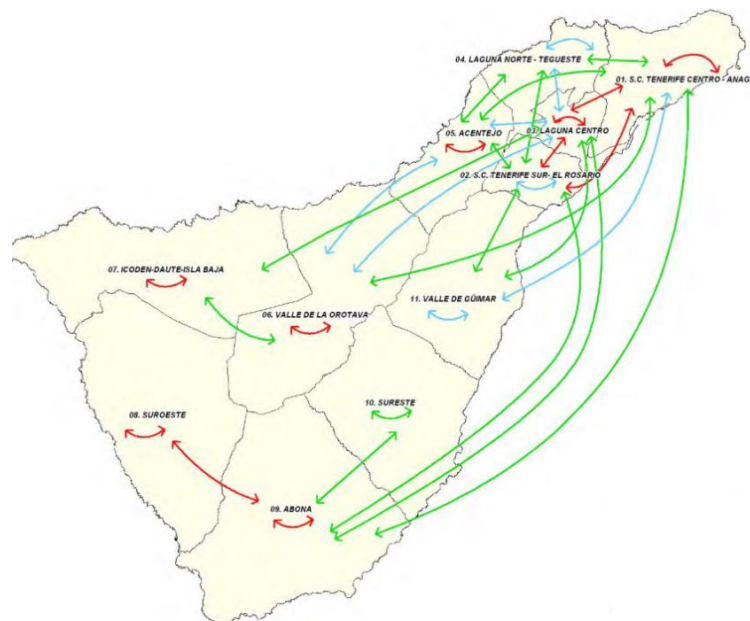 04. LAGUNA NORTE - TEGUESTE
01. S.C. TENERIFE CENTRO - ANAG
05. ACENTEJO
03. LAGUNA CENTRO
02. S.C. TENERIFE SUR- EL ROSARIO
07. ICODEN-DAUTE-ISLA BAJA
11. VALLE DE GÜIMAR
06. VALLE DE LA OROTAVA
10. SURESTE
08. SUROESTE
09. ABONA